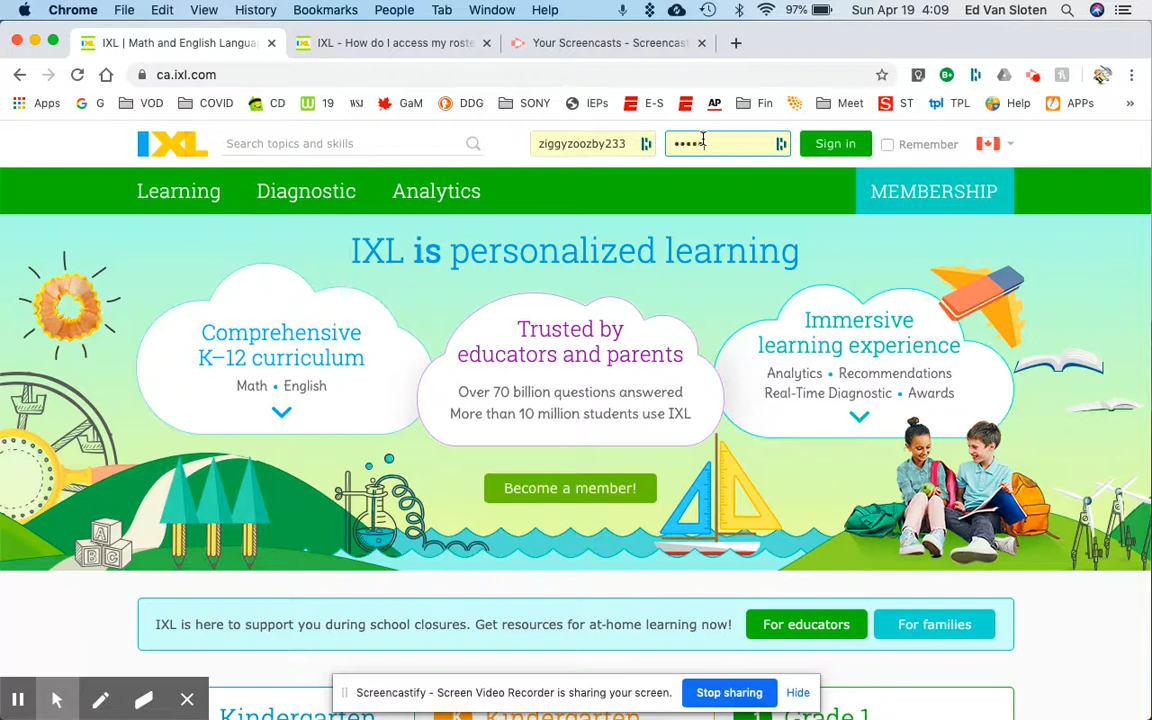 Chrome File Edit View History Bookmarks People Tab Window Help 97% Sun Apr 19 4:09 Ed Van Sloten
IXL | Math and English Langua
IXL - How do I access my roste
Your Screencasts - Screencast
ca.ixl.com
Apps G VOD COVID CD 19 WSJ GaM DDG SONY IEPs E-S AP Fin Meet ST tpl TPL Help APPs »
IXL Search topics and skills ziggyzoozby233 ••••• Sign in Remember
Learning Diagnostic Analytics MEMBERSHIP
IXL is personalized learning
Comprehensive
K–12 curriculum
Math • English
Trusted by
educators and parents
Over 70 billion questions answered
More than 10 million students use IXL
Immersive
learning experience
Analytics • Recommendations
Real-Time Diagnostic • Awards
Become a member!
A
B C
IXL is here to support you during school closures. Get resources for at-home learning now! For educators For families
Screencastify - Screen Video Recorder is sharing your screen. Stop sharing Hide
Kindergarten K Kindergarten 1 Grade 1